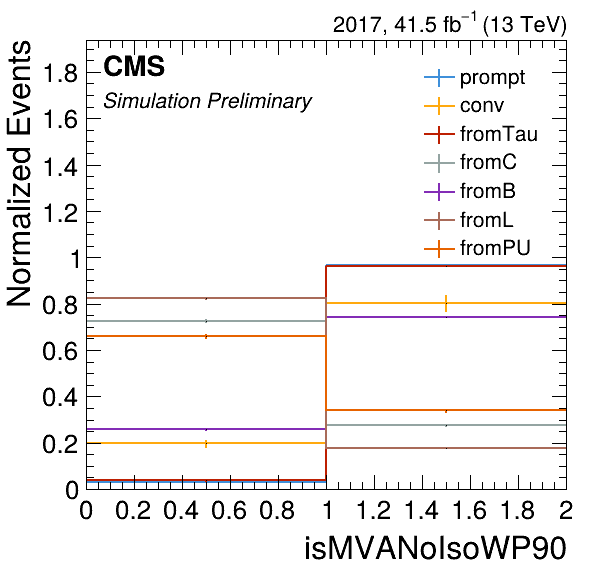 2017, 41.5 fb⁻¹ (13 TeV)
CMS
Simulation Preliminary
prompt
conv
fromTau
fromC
fromB
fromL
fromPU
Normalized Events
1.8
1.6
1.4
1.2
1
0.8
0.6
0.4
0.2
0
0 0.2 0.4 0.6 0.8 1 1.2 1.4 1.6 1.8 2
isMVANoIsoWP90